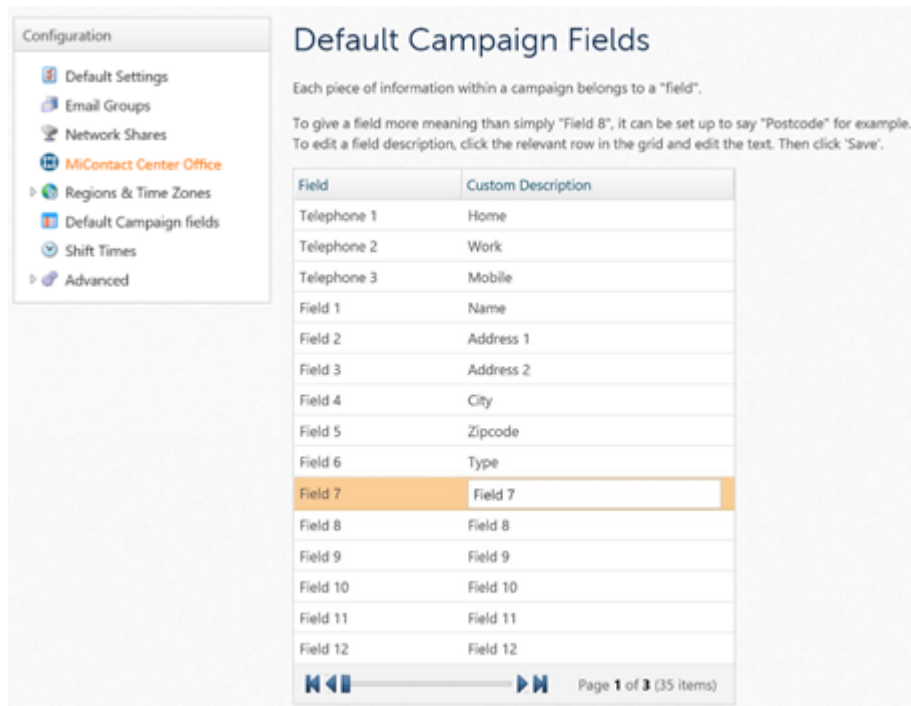 Configuration
Default Settings
Email Groups
Network Shares
MiContact Center Office
Regions & Time Zones
Default Campaign fields
Shift Times
Advanced
Default Campaign Fields
Each piece of information within a campaign belongs to a "field".
To give a field more meaning than simply "Field 8", it can be set up to say "Postcode" for example.
To edit a field description, click the relevant row in the grid and edit the text. Then click 'Save'.
Field Custom Description
Telephone 1 Home
Telephone 2 Work
Telephone 3 Mobile
Field 1 Name
Field 2 Address 1
Field 3 Address 2
Field 4 City
Field 5 Zipcode
Field 6 Type
Field 7 Field 7
Field 8 Field 8
Field 9 Field 9
Field 10 Field 10
Field 11 Field 11
Field 12 Field 12
Page 1 of 3 (35 items)